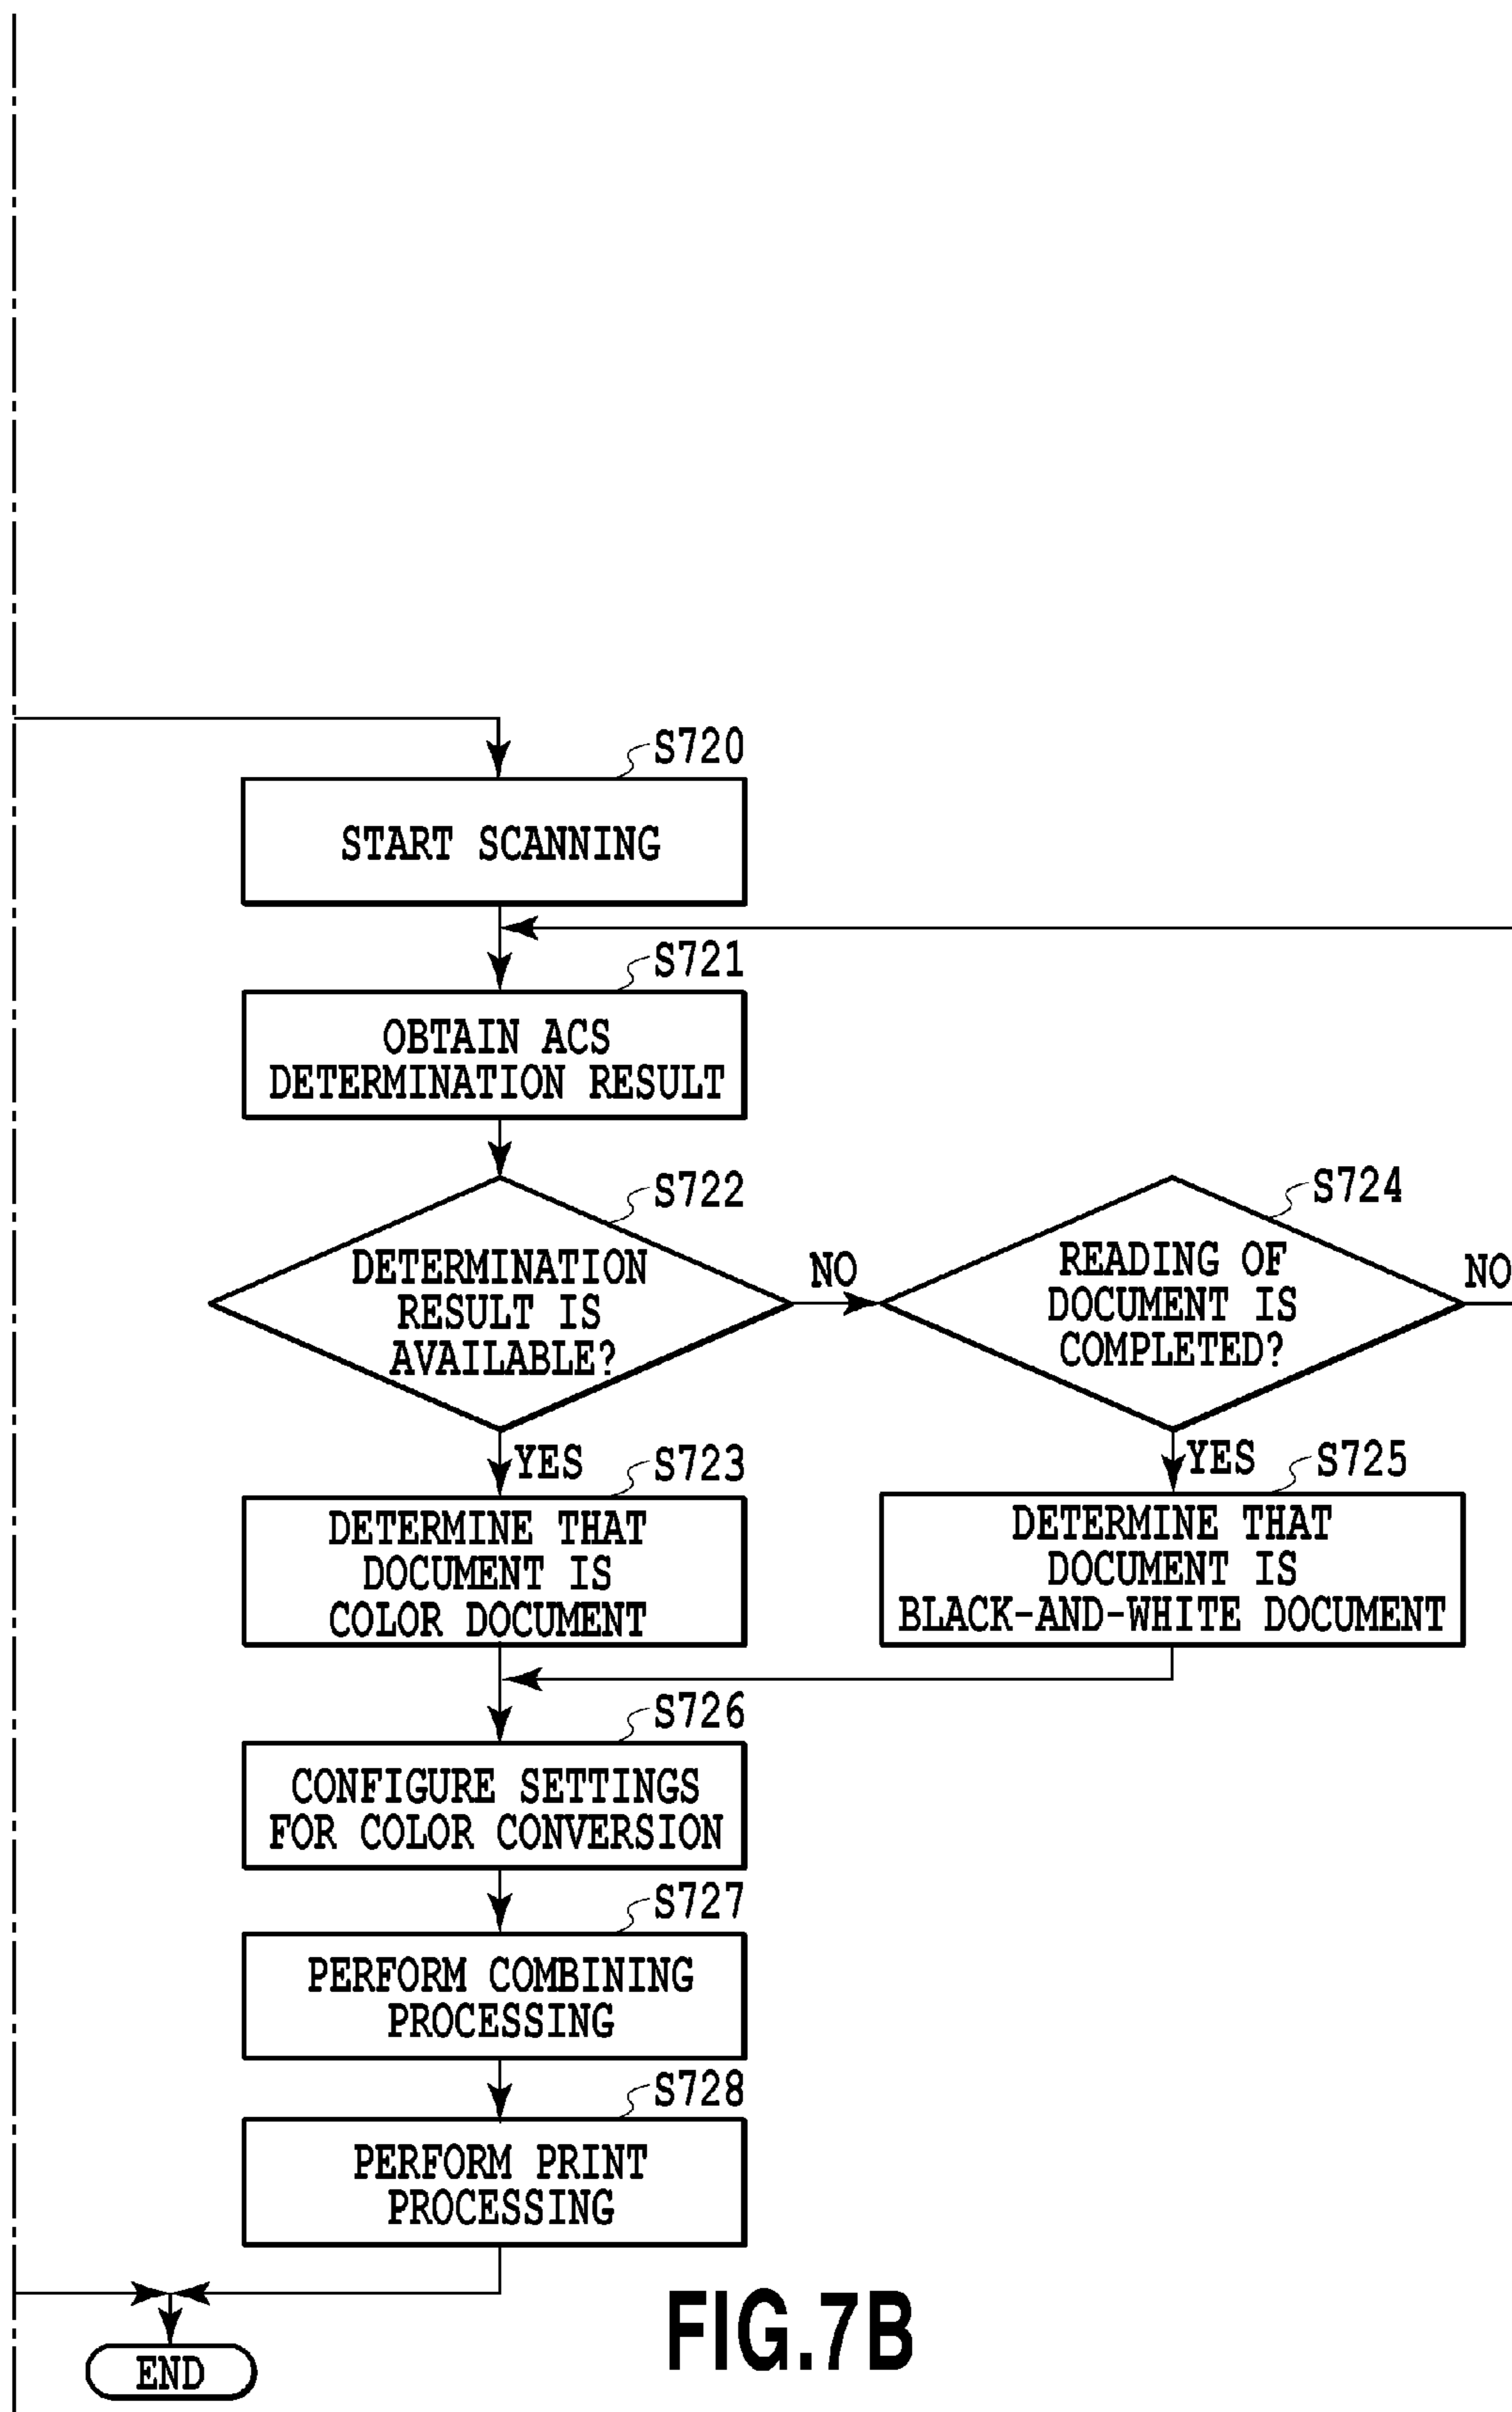 S720
START SCANNING
S721
OBTAIN ACS
DETERMINATION RESULT
S722
DETERMINATION
RESULT IS
AVAILABLE?
NO
S724
READING OF
DOCUMENT IS
COMPLETED?
NO
YES
S723
DETERMINE THAT
DOCUMENT IS
COLOR DOCUMENT
YES
S725
DETERMINE THAT
DOCUMENT IS
BLACK-AND-WHITE DOCUMENT
S726
CONFIGURE SETTINGS
FOR COLOR CONVERSION
S727
PERFORM COMBINING
PROCESSING
S728
PERFORM PRINT
PROCESSING
END
FIG.7B